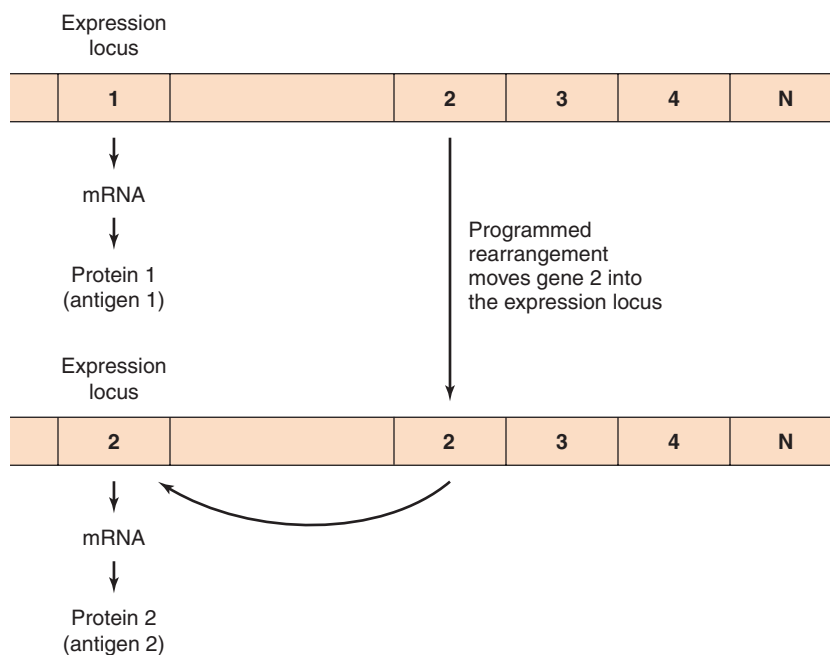 Expression
locus
1 2 3 4 N
mRNA
Protein 1
(antigen 1)
Programmed
rearrangement
moves gene 2 into
the expression locus
Expression
locus
2 2 3 4 N
mRNA
Protein 2
(antigen 2)